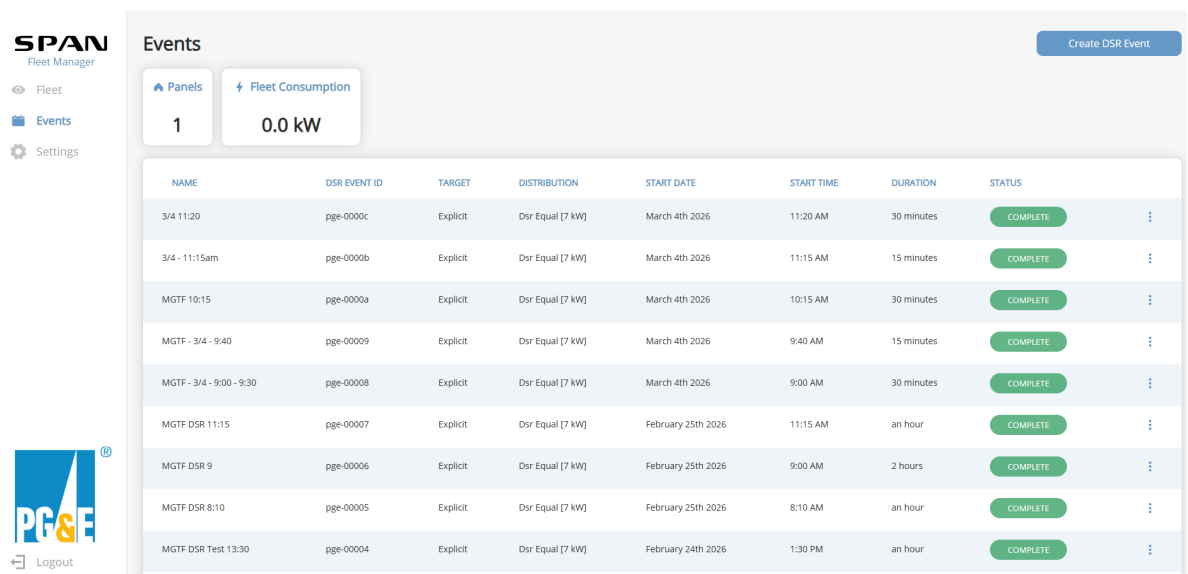 SPAN
Fleet Manager
Fleet
Events
Settings
PG&E®
Logout
Events
Create DSR Event
Panels
1
Fleet Consumption
0.0 kW
NAME DSR EVENT ID TARGET DISTRIBUTION START DATE START TIME DURATION STATUS
3/4 11:20 pge-0000c Explicit Dsr Equal [7 kW] March 4th 2026 11:20 AM 30 minutes COMPLETE
3/4 - 11:15am pge-0000b Explicit Dsr Equal [7 kW] March 4th 2026 11:15 AM 15 minutes COMPLETE
MGTF 10:15 pge-0000a Explicit Dsr Equal [7 kW] March 4th 2026 10:15 AM 30 minutes COMPLETE
MGTF - 3/4 - 9:40 pge-00009 Explicit Dsr Equal [7 kW] March 4th 2026 9:40 AM 15 minutes COMPLETE
MGTF - 3/4 - 9:00 - 9:30 pge-00008 Explicit Dsr Equal [7 kW] March 4th 2026 9:00 AM 30 minutes COMPLETE
MGTF DSR 11:15 pge-00007 Explicit Dsr Equal [7 kW] February 25th 2026 11:15 AM an hour COMPLETE
MGTF DSR 9 pge-00006 Explicit Dsr Equal [7 kW] February 25th 2026 9:00 AM 2 hours COMPLETE
MGTF DSR 8:10 pge-00005 Explicit Dsr Equal [7 kW] February 25th 2026 8:10 AM an hour COMPLETE
MGTF DSR Test 13:30 pge-00004 Explicit Dsr Equal [7 kW] February 24th 2026 1:30 PM an hour COMPLETE